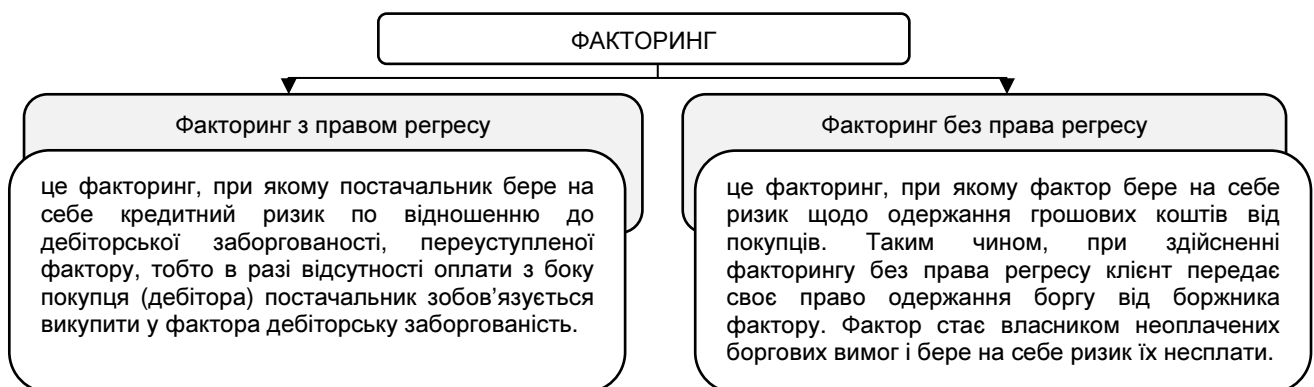 ФАКТОРИНГ
Факторинг з правом регресу
це факторинг, при якому постачальник бере на
себе кредитний ризик по відношенню до
дебіторської заборгованості, переуступленої
фактору, тобто в разі відсутності оплати з боку
покупця (дебітора) постачальник зобов’язується
викупити у фактора дебіторську заборгованість.
Факторинг без права регресу
це факторинг, при якому фактор бере на себе
ризик щодо одержання грошових коштів від
покупців. Таким чином, при здійсненні
факторингу без права регресу клієнт передає
своє право одержання боргу від боржника
фактору. Фактор стає власником неоплачених
боргових вимог і бере на себе ризик їх несплати.